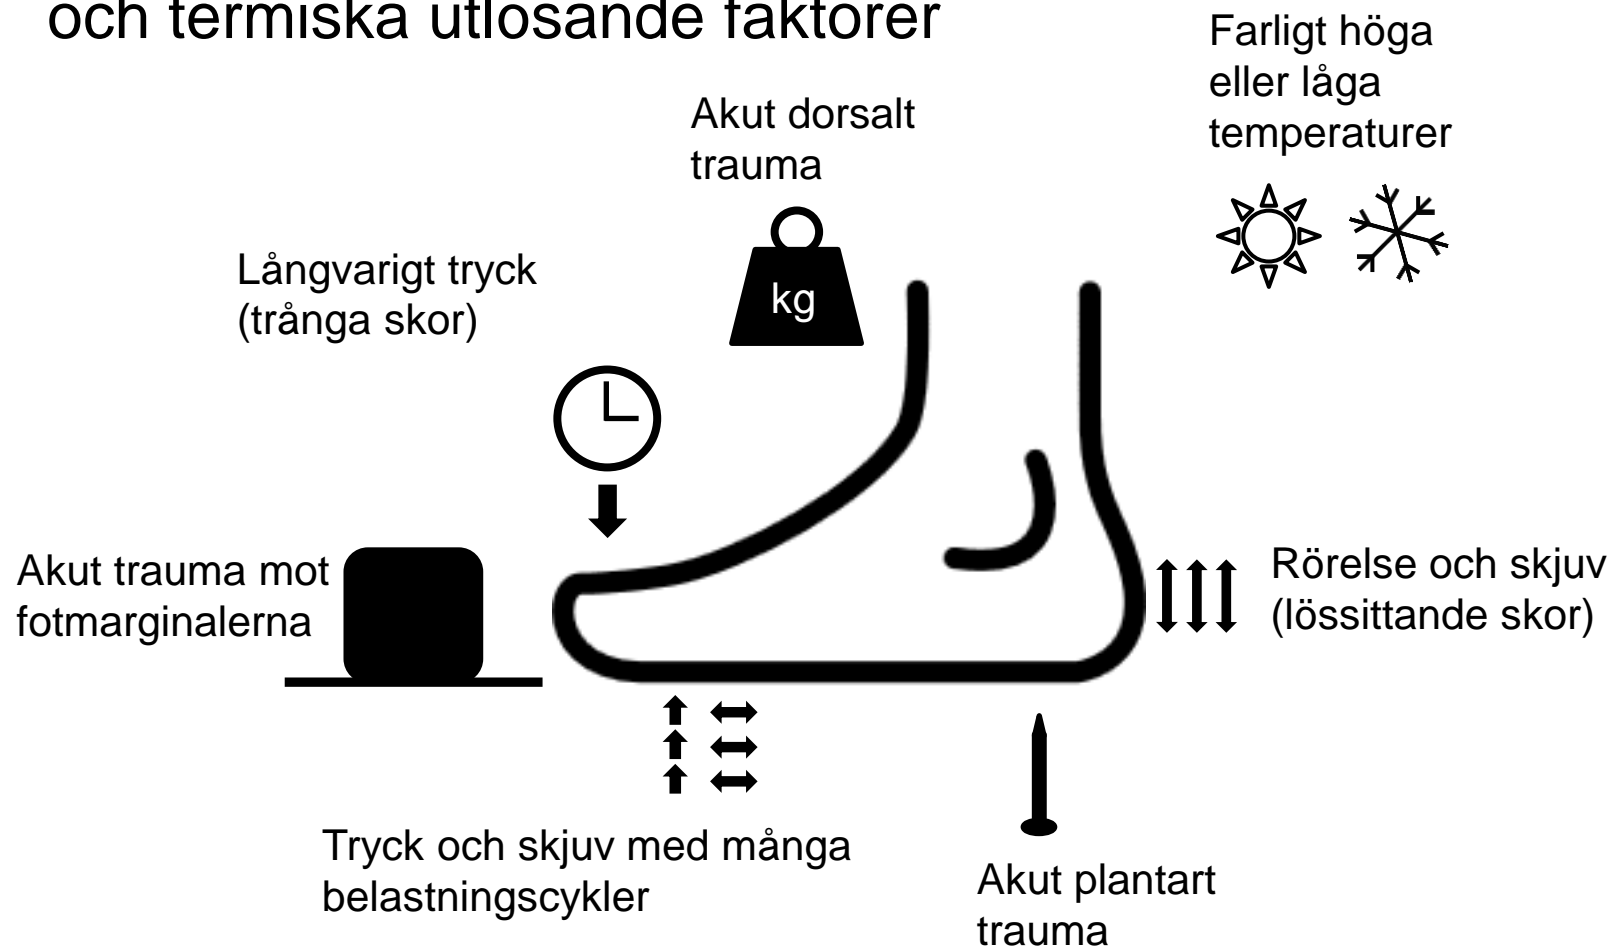 och termiska utlösande faktorer
Farligt höga
eller låga
temperaturer
Akut dorsalt
trauma
kg
Långvarigt tryck
(trånga skor)
Akut trauma mot
fotmarginalerna
Rörelse och skjuv
(lössittande skor)
Tryck och skjuv med många
belastningscykler
Akut plantart
trauma